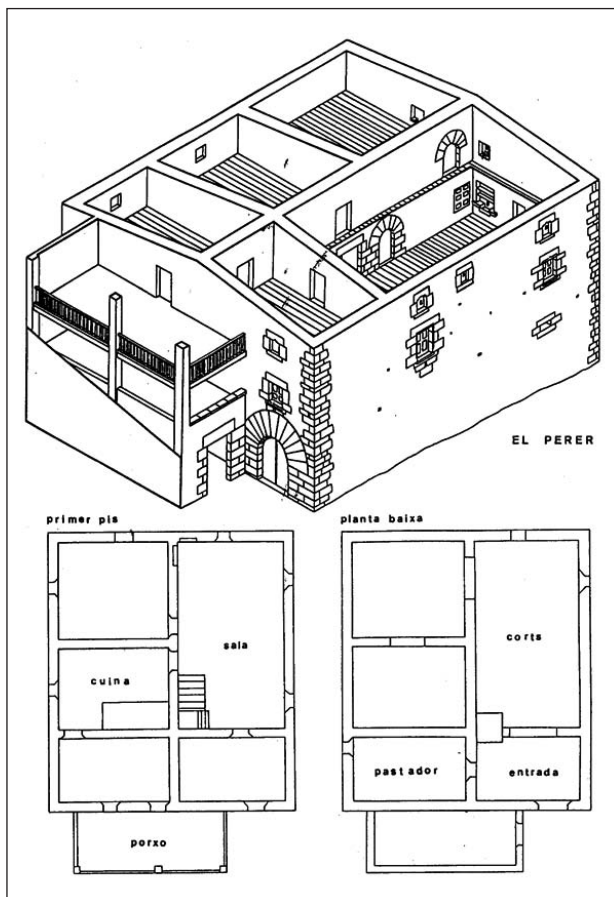 EL PERER
primer pis
planta baixa
sala
cuina
porxo
corts
pastador
entrada